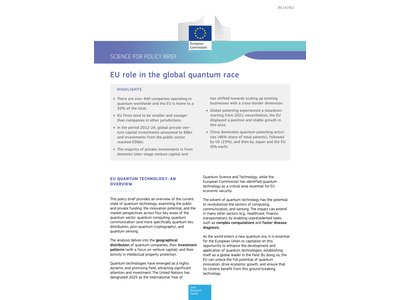 JRC142062
European
Commission
SCIENCE FOR POLICY BRIEF
EU role in the global quantum race
HIGHLIGHTS
• There are over 440 companies operating in
quantum worldwide and the EU is home to a
32% of the total.
• EU firms tend to be smaller and younger
than companies in other jurisdictions.
• In the period 2012-24, global private ven-
ture capital investments amounted to €6bn
and investments from the public sector
reached €38bn.
• The majority of private investments is from
domestic later-stage venture capital and
has shifted towards scaling-up existing
businesses with a cross-border dimension.
• Global patenting experienced a slowdown
starting from 2021, nevertheless, the EU
displayed a positive and stable growth in
this area.
• China dominates quantum patenting activi-
ties (46% share of total patents), followed
by US (23%), and then by Japan and the EU
(6% each).
EU QUANTUM TECHNOLOGY: AN
OVERVIEW
This policy brief provides an overview of the current
state of quantum technology, examining the public
and private funding, the innovation potential, and the
market perspectives across four key areas of the
quantum sector: quantum computing, quantum
communication (and more specifically quantum key
distribution, post-quantum cryptography), and
quantum sensing.
The analysis delves into the geographical
distribution of quantum companies, their investment
patterns (with a focus on venture capital), and their
activity in intellectual property protection.
Quantum technologies have emerged as a highly
dynamic and promising field, attracting significant
attention and investment. The United Nations has
designated 2025 as the International Year of
Quantum Science and Technology, while the
European Commission has identified quantum
technology as a critical area essential for EU
economic security.
The advent of quantum technology has the potential
to revolutionize the sectors of computing,
communication, and sensing. The impact can extend
in many other sectors (e.g., healthcare, finance,
transportation), by enabling unprecedented tasks
such as complex computations and faster disease
diagnosis.
As the world enters a new quantum era, it is essential
for the European Union to capitalize on this
opportunity to enhance the development and
application of quantum technologies, establishing
itself as a global leader in the field. By doing so, the
EU can unlock the full potential of quantum
innovation, drive economic growth, and ensure that
its citizens benefit from this ground breaking
technology.
Joint
Research
Centre